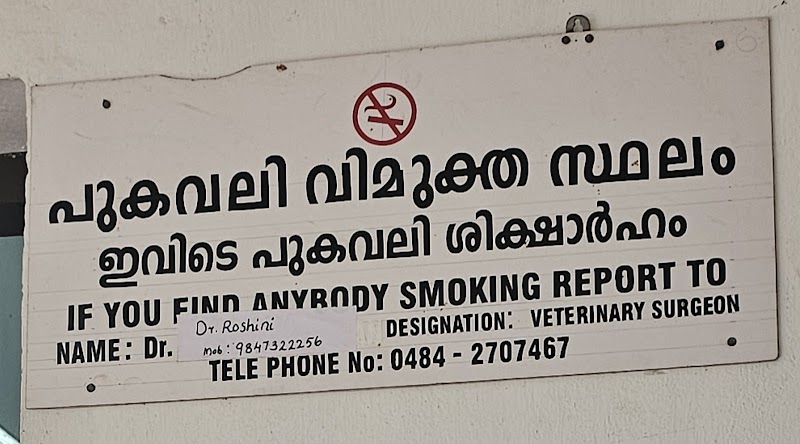 പുകവലി വിമുക്ത സ്ഥലം
ഇവിടെ പുകവലി ശിക്ഷാർഹം
IF YOU FIND ANYBODY SMOKING REPORT TO
NAME: Dr. Dr. Roshini DESIGNATION: VETERINARY SURGEON
Mob: 9847322256
TELE PHONE No: 0484 - 2707467